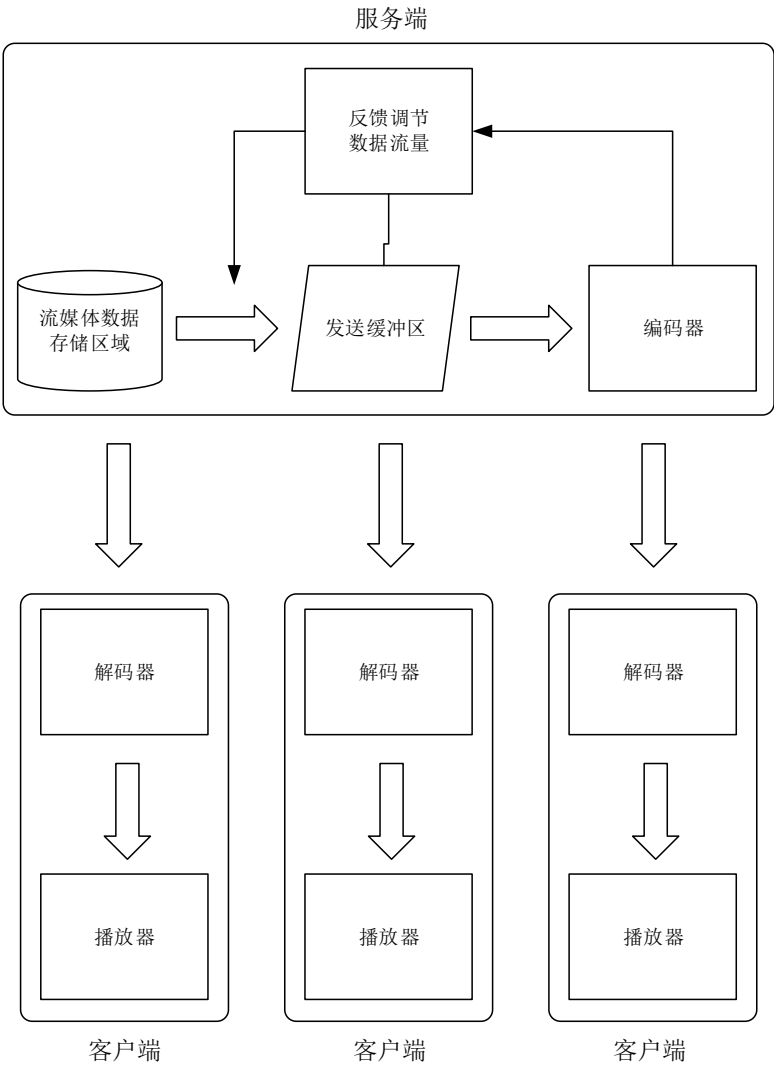 服务端
反馈调节
数据流量
流媒体数据
存储区域
发送缓冲区
编码器
解码器
解码器
解码器
播放器
播放器
播放器
客户端
客户端
客户端